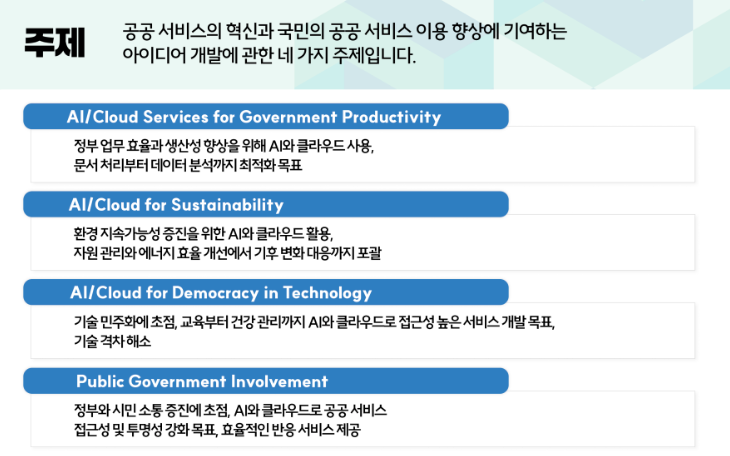 주제
공공 서비스의 혁신과 국민의 공공 서비스 이용 향상에 기여하는
아이디어 개발에 관한 네 가지 주제입니다.
AI/Cloud Services for Government Productivity
정부 업무 효율과 생산성 향상을 위해 AI와 클라우드 사용,
문서 처리부터 데이터 분석까지 최적화 목표
AI/Cloud for Sustainability
환경 지속가능성 증진을 위한 AI와 클라우드 활용,
자원 관리와 에너지 효율 개선에서 기후 변화 대응까지 포괄
AI/Cloud for Democracy in Technology
기술 민주화에 초점, 교육부터 건강 관리까지 AI와 클라우드로 접근성 높은 서비스 개발 목표,
기술 격차 해소
Public Government Involvement
정부와 시민 소통 증진에 초점, AI와 클라우드로 공공 서비스
접근성 및 투명성 강화 목표, 효율적인 반응 서비스 제공